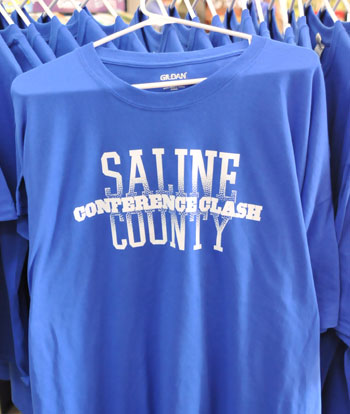 GILDAN
SALINE
CONFERENCE CLASH
COUNTY